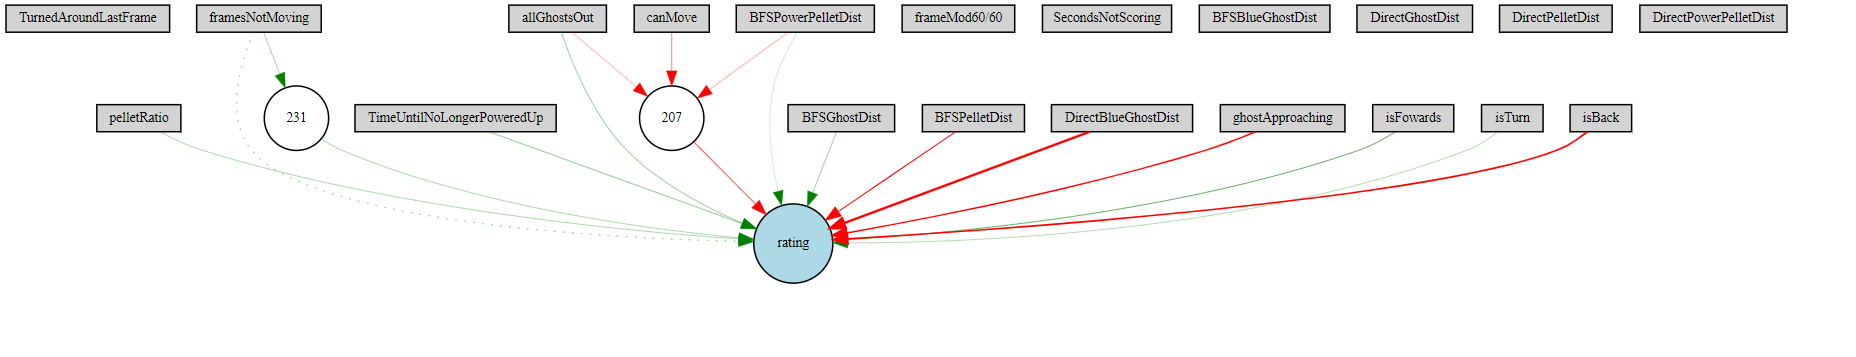 TurnedAroundLastFrame
framesNotMoving
allGhostsOut
canMove
BFSPowerPelletDist
frameMod60/60
SecondsNotScoring
BFSBlueGhostDist
DirectGhostDist
DirectPelletDist
DirectPowerPelletDist
pelletRatio
231
TimeUntilNoLongerPoweredUp
207
BFSGhostDist
BFSPelletDist
DirectBlueGhostDist
ghostApproaching
isFowards
isTurn
isBack
rating